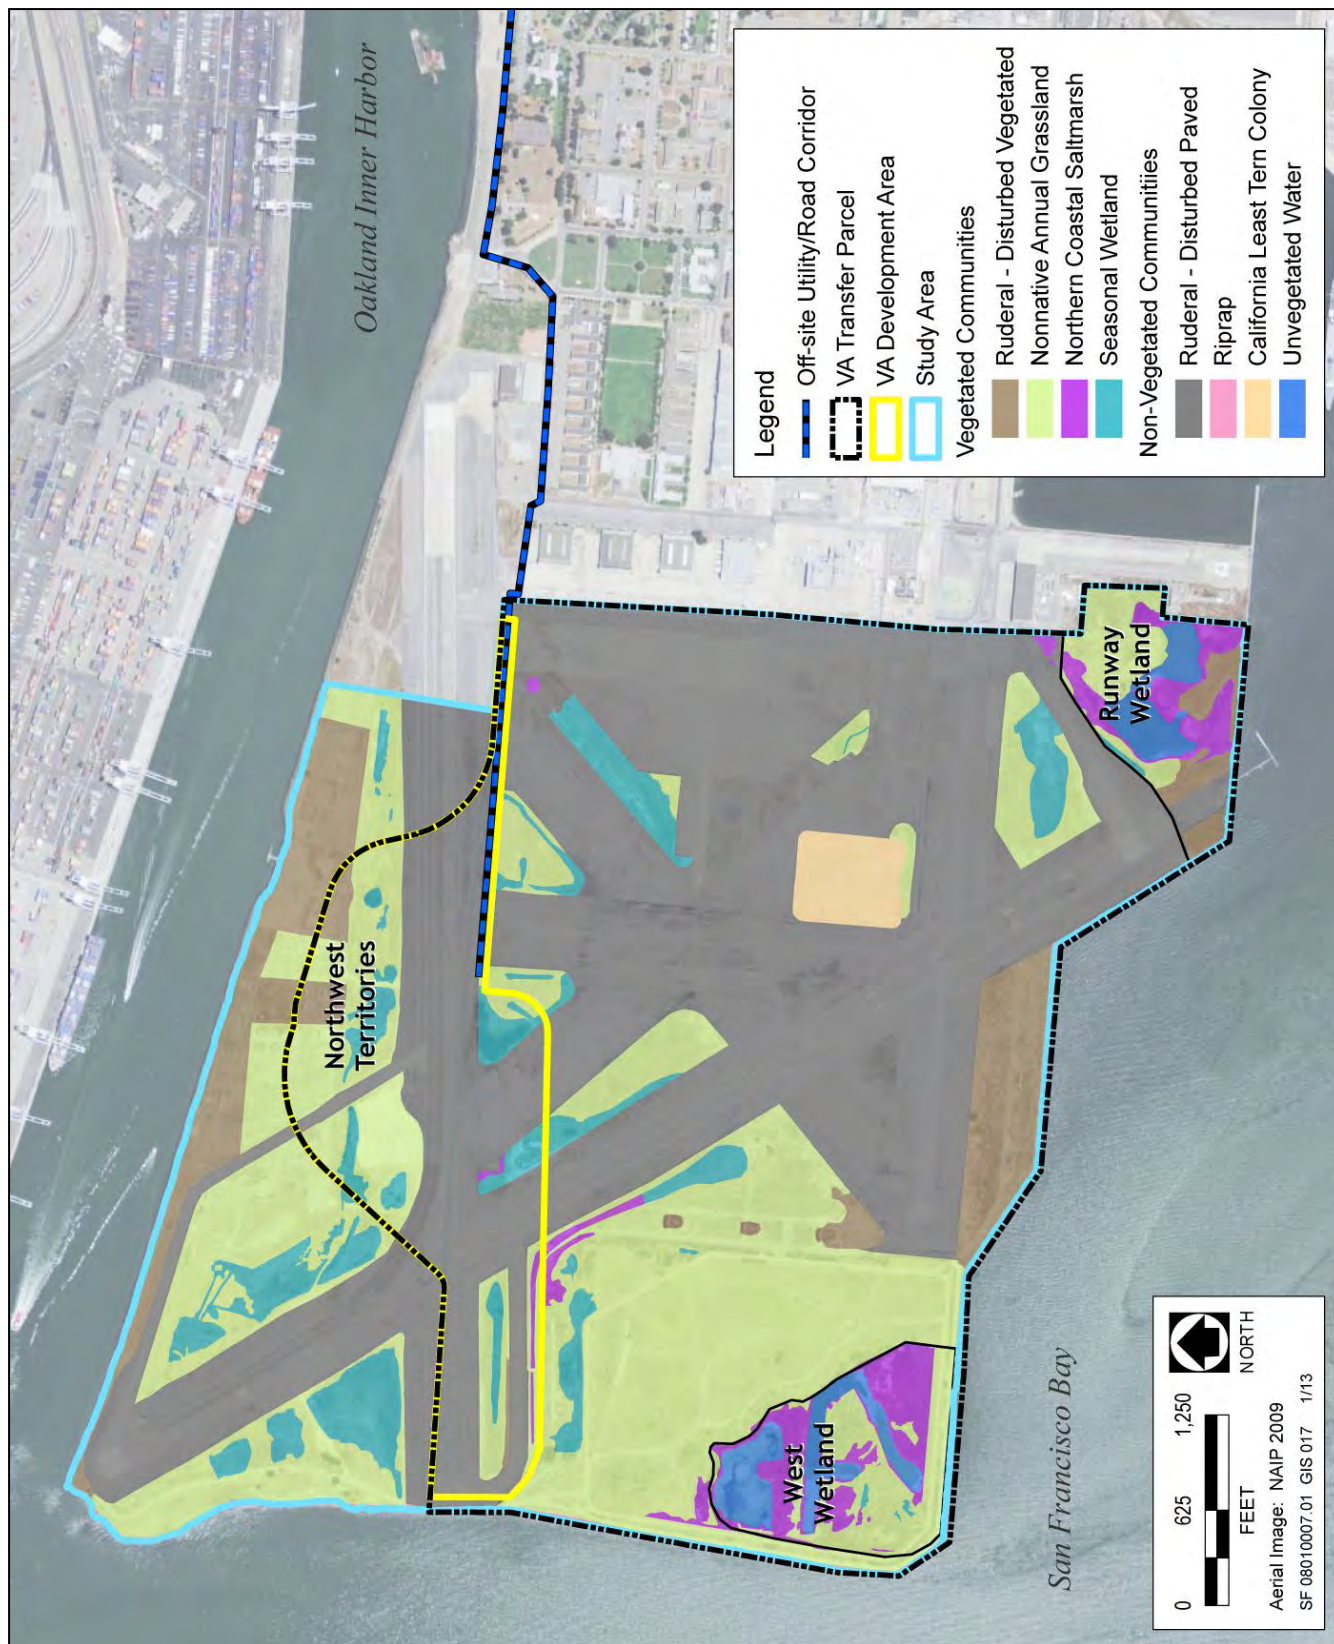 Oakland Inner Harbor
Northwest
Territories
Runway
Wetland
West
Wetland
San Francisco Bay
Legend
Off-site Utility/Road Corridor
VA Transfer Parcel
VA Development Area
Study Area
Vegetated Communities
Ruderal - Disturbed Vegetated
Nonnative Annual Grassland
Northern Coastal Saltmarsh
Seasonal Wetland
Non-Vegetated Communitiies
Ruderal - Disturbed Paved
Riprap
California Least Tern Colony
Unvegetated Water
0 625 1,250
FEET
NORTH
Aerial Image: NAIP 2009
SF 08010007.01 GIS 017 1/13